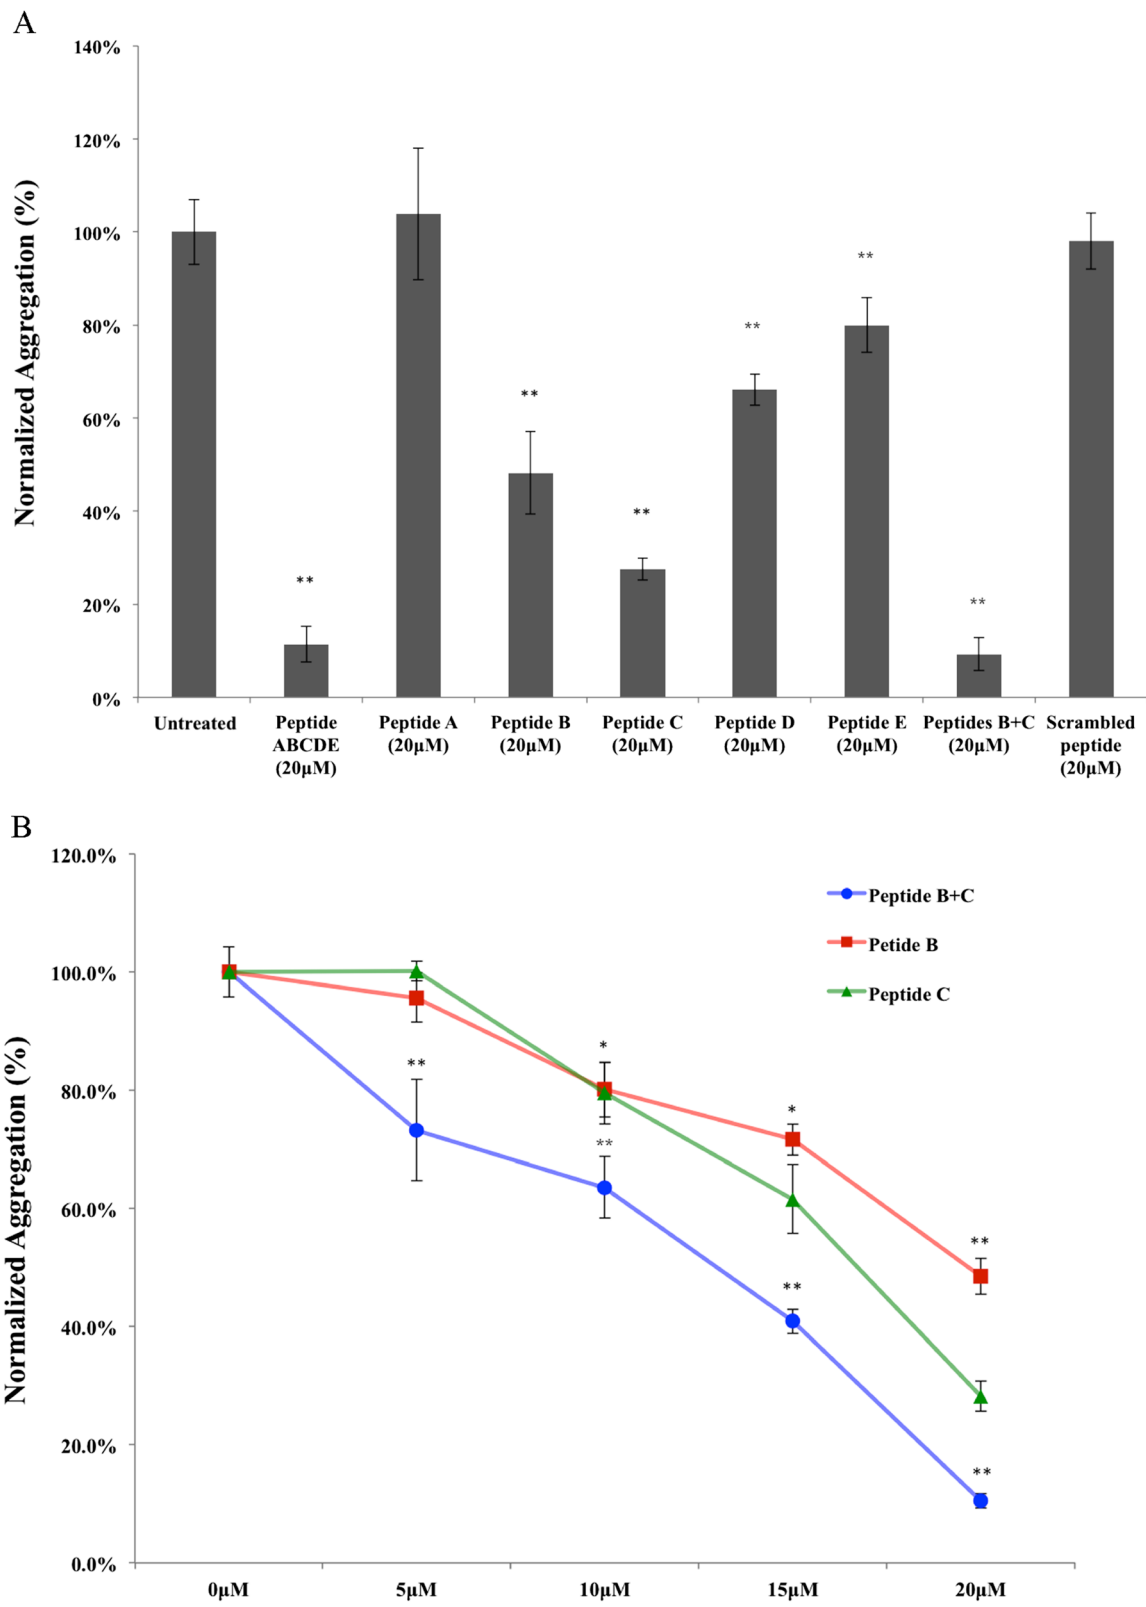 A
Normalized Aggregation (%)
140%
120%
100%
80%
60%
40%
20%
0%
**
**
**
**
**
**
Untreated
Peptide
ABCDE
(20μM)
Peptide A
(20μM)
Peptide B
(20μM)
Peptide C
(20μM)
Peptide D
(20μM)
Peptide E
(20μM)
Peptides B+C
(20μM)
Scrambled
peptide
(20μM)
B
Normalized Aggregation (%)
120.0%
100.0%
80.0%
60.0%
40.0%
20.0%
0.0%
Peptide B+C
Petide B
Peptide C
**
*
**
*
**
**
**
0μM
5μM
10μM
15μM
20μM